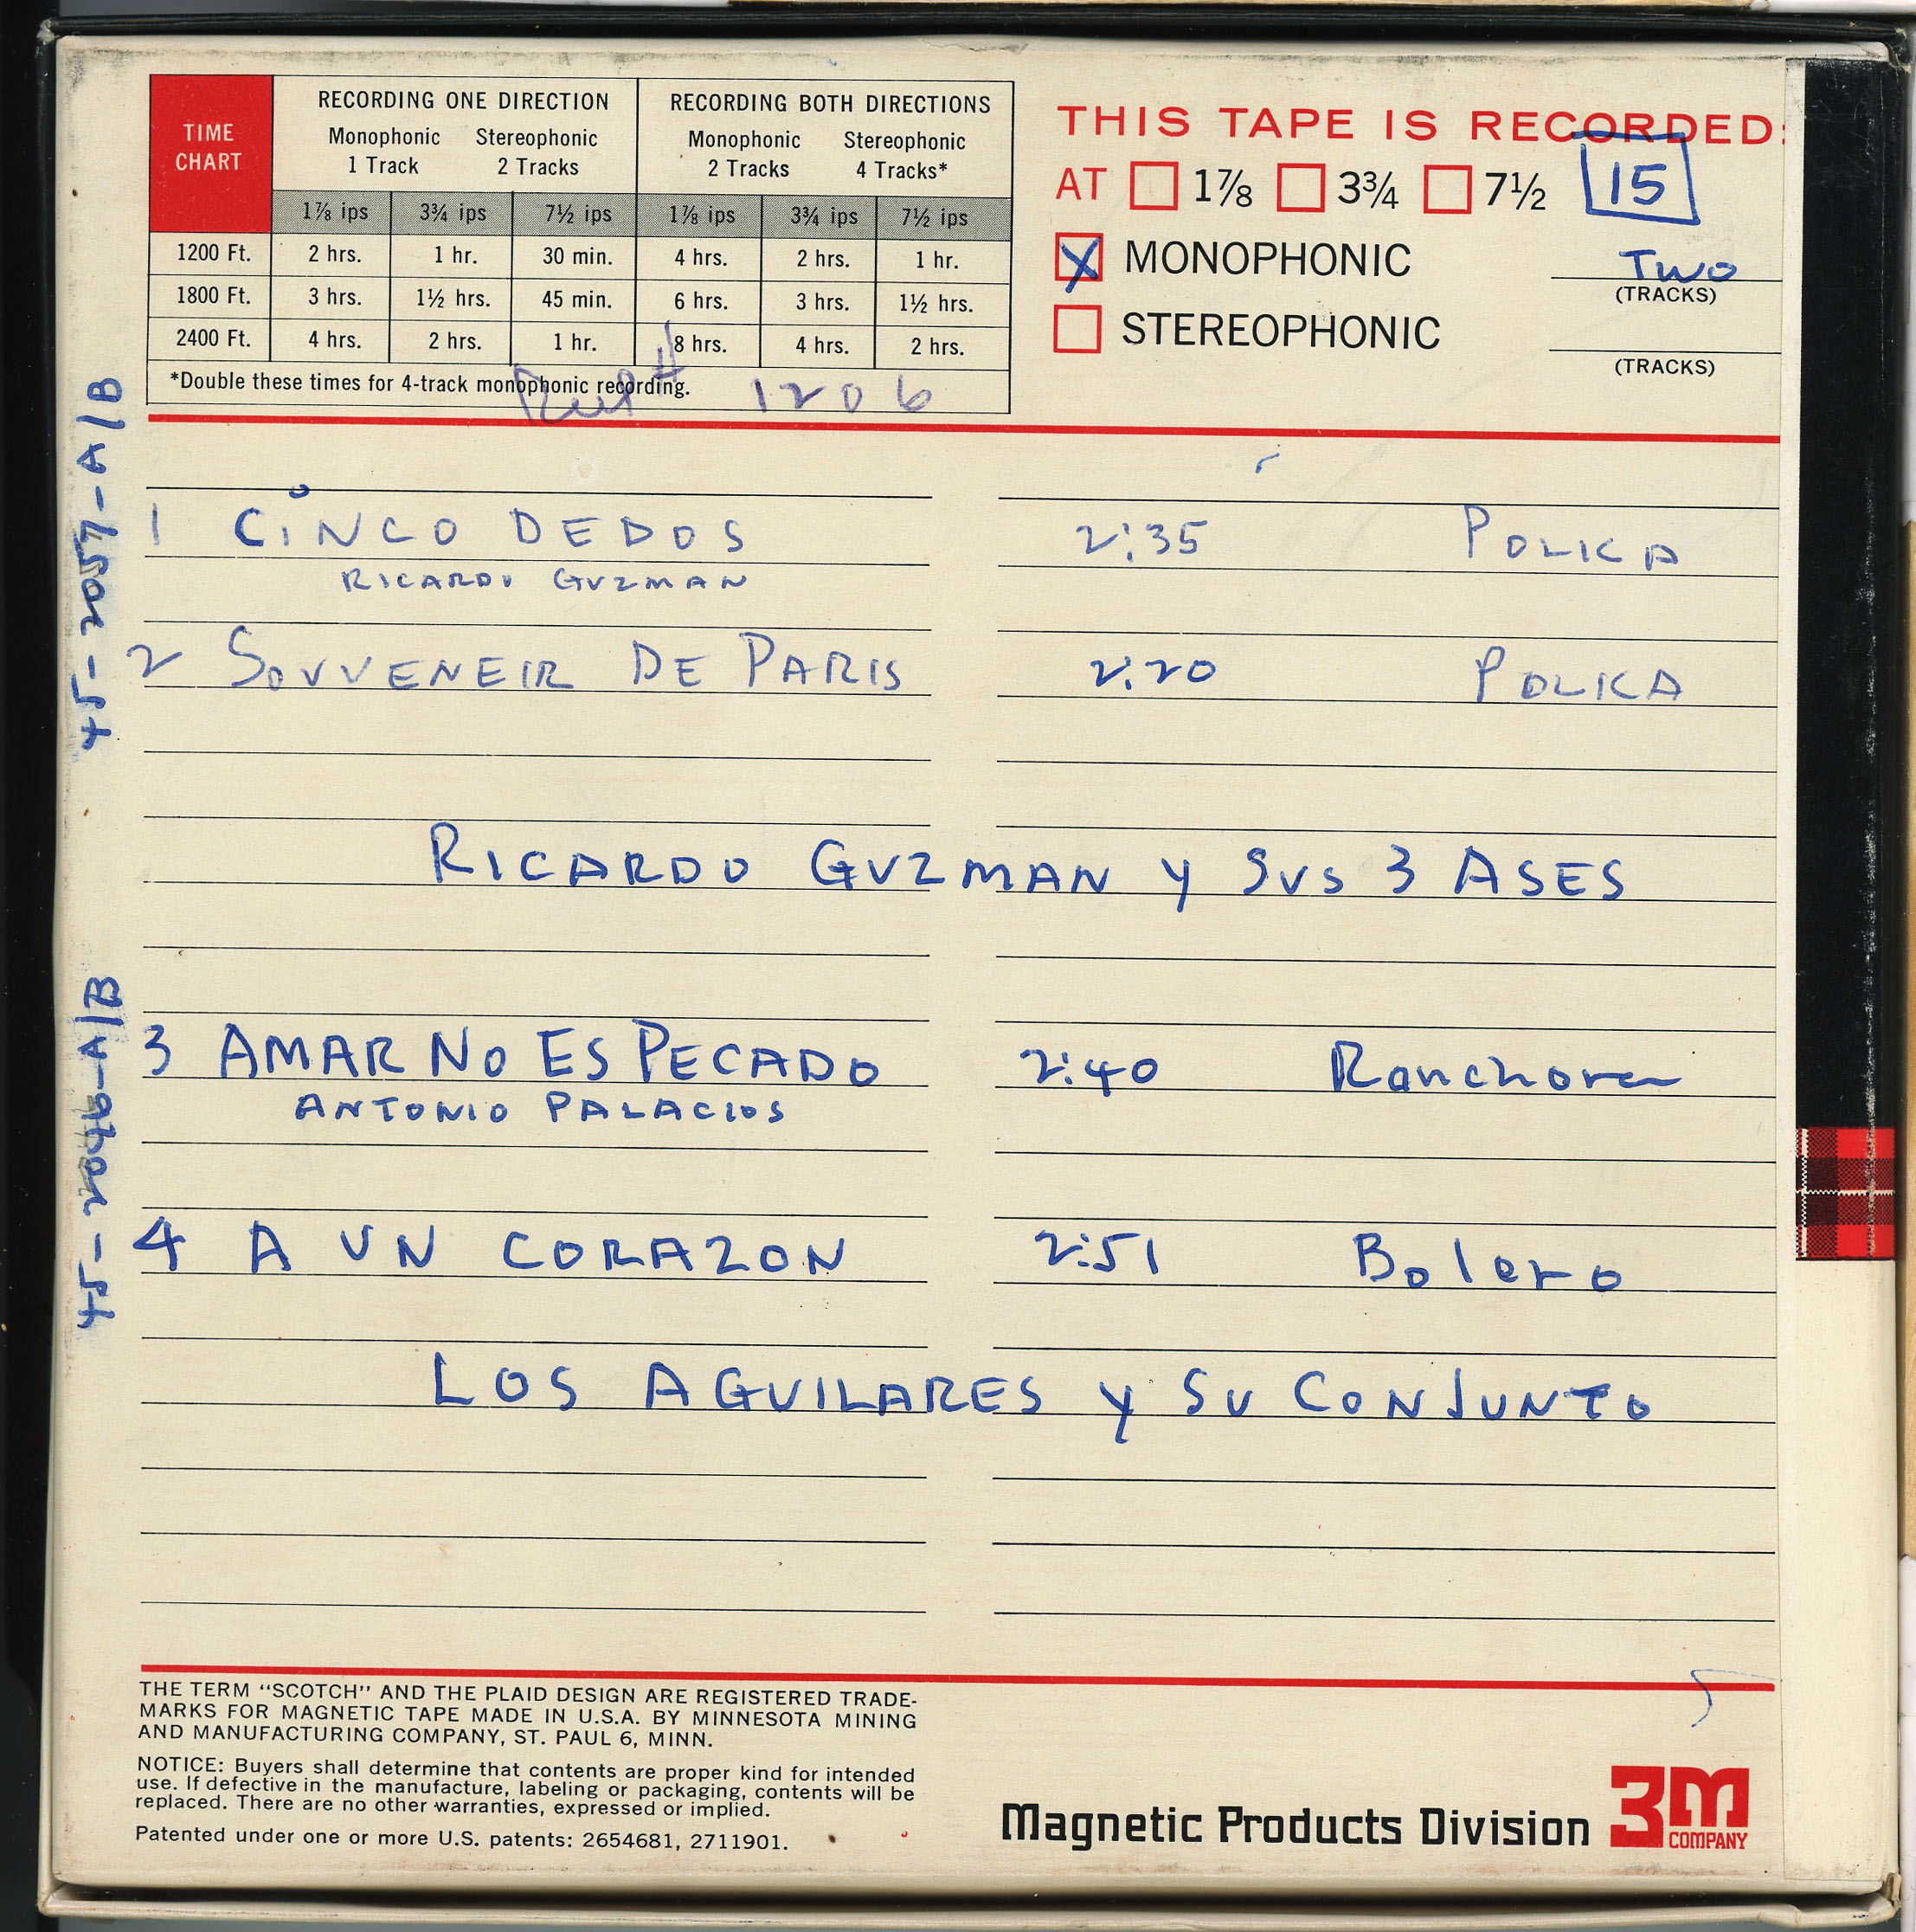 TIME CHART
RECORDING ONE DIRECTION RECORDING BOTH DIRECTIONS
Monophonic Stereophonic Monophonic Stereophonic
1 Track 2 Tracks 2 Tracks 4 Tracks*
1⅞ ips 3¾ ips 7½ ips 1⅞ ips 3¾ ips 7½ ips
1200 Ft. 2 hrs. 1 hr. 30 min. 4 hrs. 2 hrs. 1 hr.
1800 Ft. 3 hrs. 1½ hrs. 45 min. 6 hrs. 3 hrs. 1½ hrs.
2400 Ft. 4 hrs. 2 hrs. 1 hr. 8 hrs. 4 hrs. 2 hrs.
*Double these times for 4-track monophonic recording.
Reel # 1206
THIS TAPE IS RECORDED:
AT 1⅞ 3¾ 7½ 15
X MONOPHONIC TWO
(TRACKS)
STEREOPHONIC
(TRACKS)
45-2057-A/B
1 CINCO DEDOS 2:35 POLKA
RICARDO GUZMAN
2 SOUVENEIR DE PARIS 2:20 POLKA
RICARDO GUZMAN Y SUS 3 ASES
45- A/B
3 AMAR NO ES PECADO 2:40 Ranchera
ANTONIO PALACIOS
4 A UN CORAZON 2:51 Bolero
LOS AGUILARES Y SU CONJUNTO
THE TERM "SCOTCH" AND THE PLAID DESIGN ARE REGISTERED TRADE-
MARKS FOR MAGNETIC TAPE MADE IN U.S.A. BY MINNESOTA MINING
AND MANUFACTURING COMPANY, ST. PAUL 6, MINN.
NOTICE: Buyers shall determine that contents are proper kind for intended
use. If defective in the manufacture, labeling or packaging, contents will be
replaced. There are no other warranties, expressed or implied.
Patented under one or more U.S. patents: 2654681, 2711901.
Magnetic Products Division 3M COMPANY